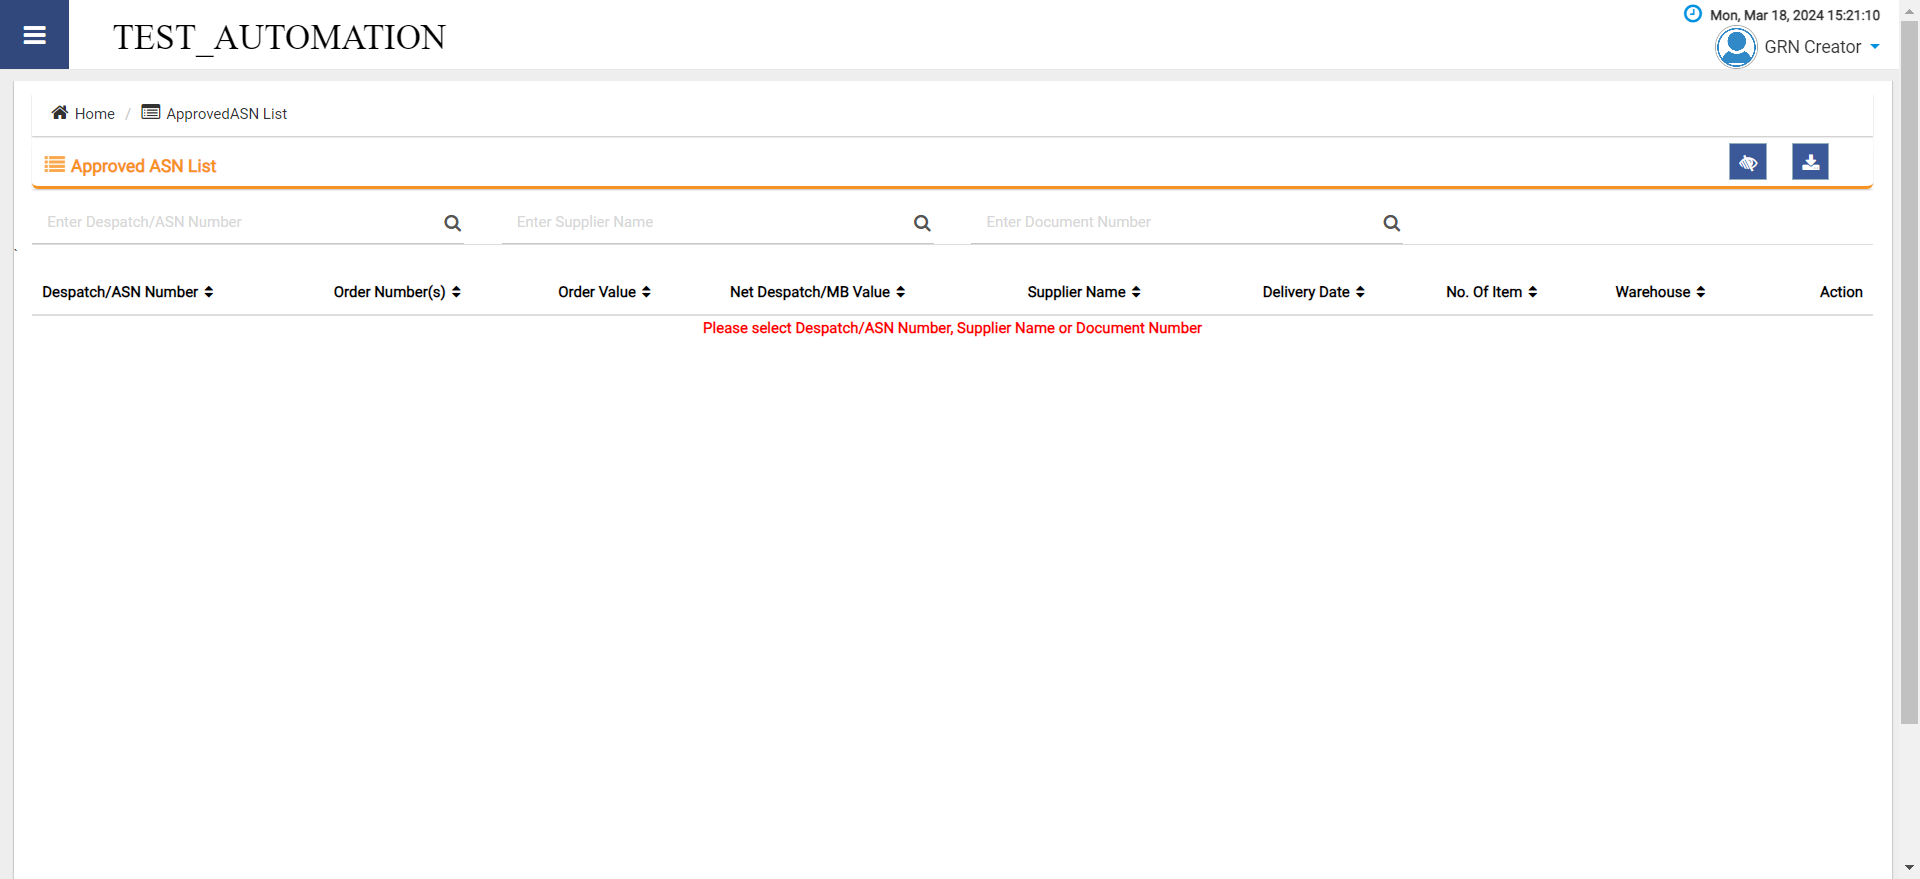 TEST_AUTOMATION
Mon, Mar 18, 2024 15:21:10
GRN Creator
Home / ApprovedASN List
Approved ASN List
Enter Despatch/ASN Number Enter Supplier Name Enter Document Number
`
Despatch/ASN Number Order Number(s) Order Value Net Despatch/MB Value Supplier Name Delivery Date No. Of Item Warehouse Action
Please select Despatch/ASN Number, Supplier Name or Document Number